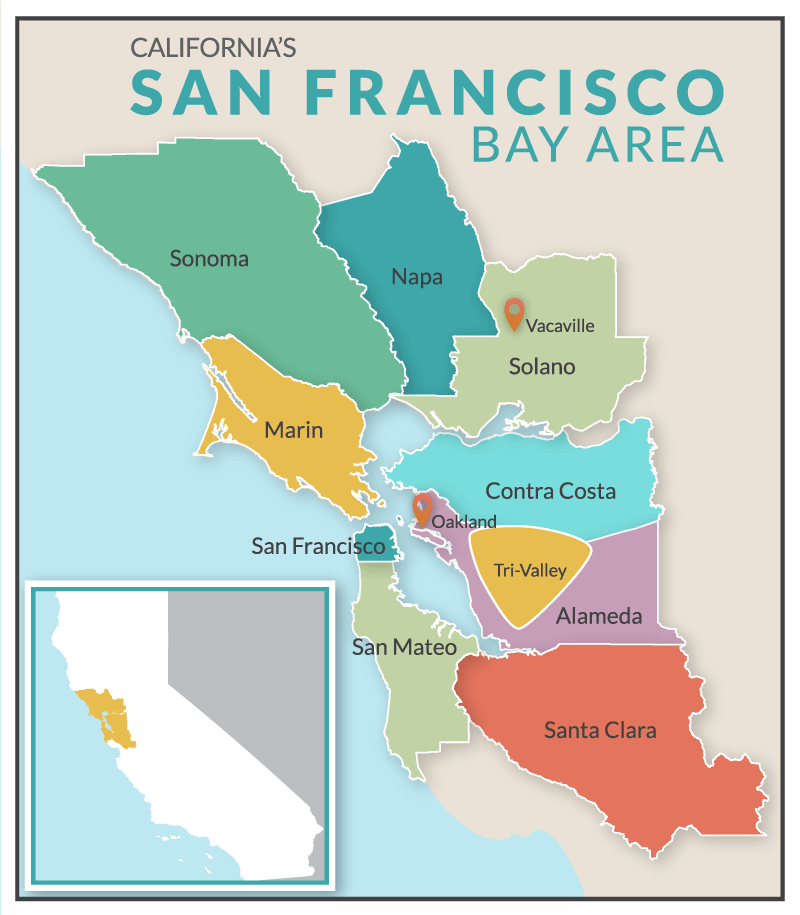 CALIFORNIA'S
SAN FRANCISCO
BAY AREA
Sonoma
Napa
Vacaville
Solano
Marin
Contra Costa
Oakland
San Francisco
Tri-Valley
Alameda
San Mateo
Santa Clara